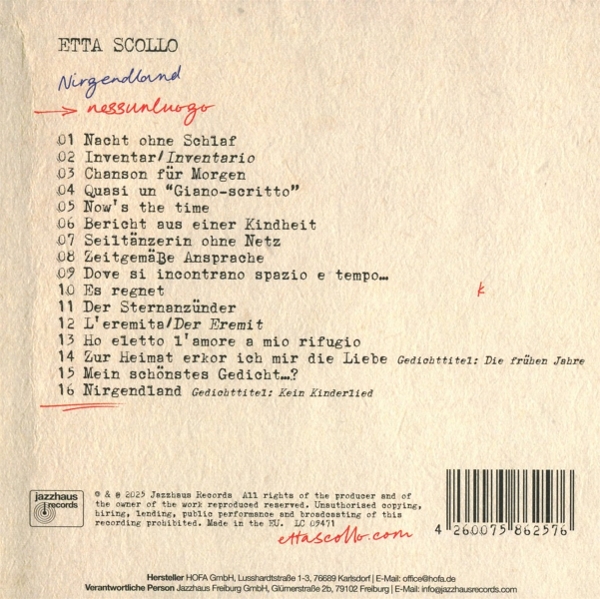 ETTA SCOLLO
Nirgendland
nessunluogo
01 Nacht ohne Schlaf
02 Inventar/Inventario
03 Chanson für Morgen
04 Quasi un "Giano-scritto"
05 Now's the time
06 Bericht aus einer Kindheit
07 Seiltänzerin ohne Netz
08 Zeitgemäße Ansprache
09 Dove si incontrano spazio e tempo...
10 Es regnet
11 Der Sternanzünder
12 L'eremita/Der Eremit
13 Ho eletto l'amore a mio rifugio
14 Zur Heimat erkor ich mir die Liebe Gedichttitel: Die frühen Jahre
15 Mein schönstes Gedicht...?
16 Nirgendland Gedichttitel: Kein Kinderlied
jazzhaus
records
© & ℗ 2025 Jazzhaus Records All rights of the producer and of
the owner of the work reproduced reserved. Unauthorised copying,
hiring, lending, public performance and broadcasting of this
recording prohibited. Made in the EU. LC 09471
ettascollo.com
4 260075 862576
Hersteller HOFA GmbH, Lusshardtstraße 1-3, 76689 Karlsdorf | E-Mail: office@hofa.de
Verantwortliche Person Jazzhaus Freiburg GmbH, Glümerstraße 2b, 79102 Freiburg | E-Mail: info@jazzhausrecords.com